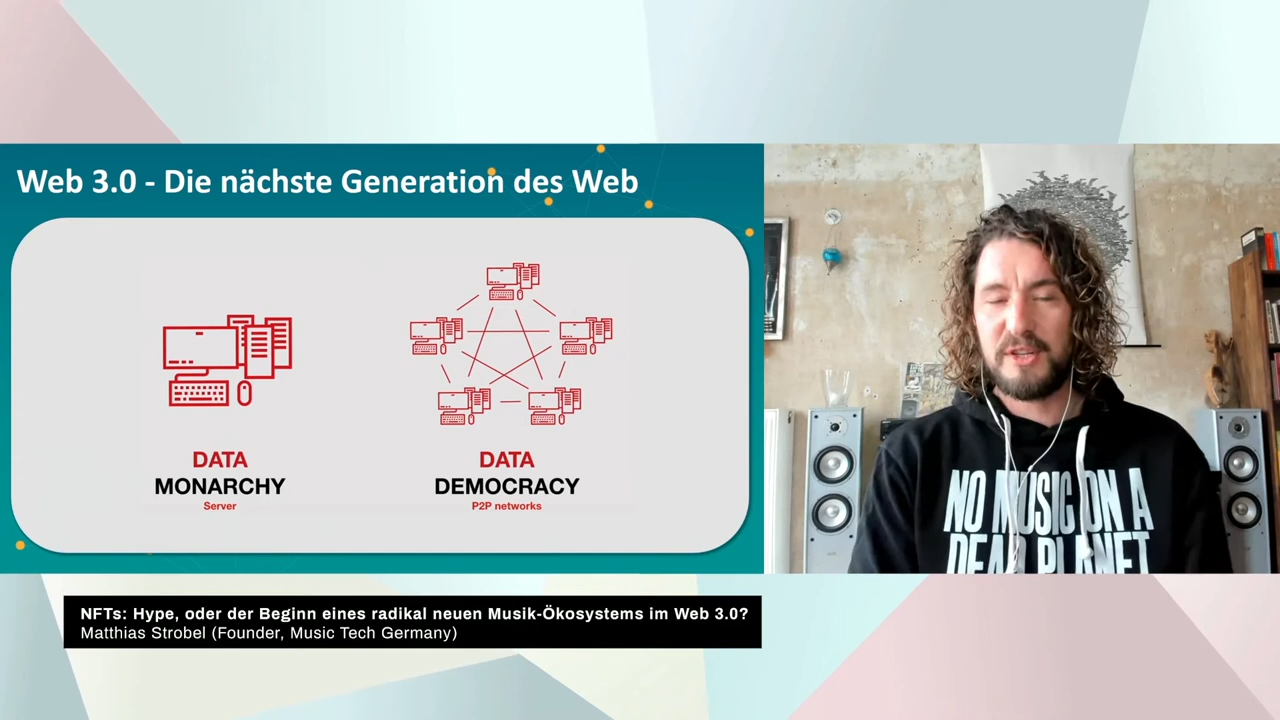 Web 3.0 - Die nächste Generation des Web
DATA
MONARCHY
Server
DATA
DEMOCRACY
P2P networks
NO MUSIC ON A
DEAD PLANET
NFTs: Hype, oder der Beginn eines radikal neuen Musik-Ökosystems im Web 3.0?
Matthias Strobel (Founder, Music Tech Germany)